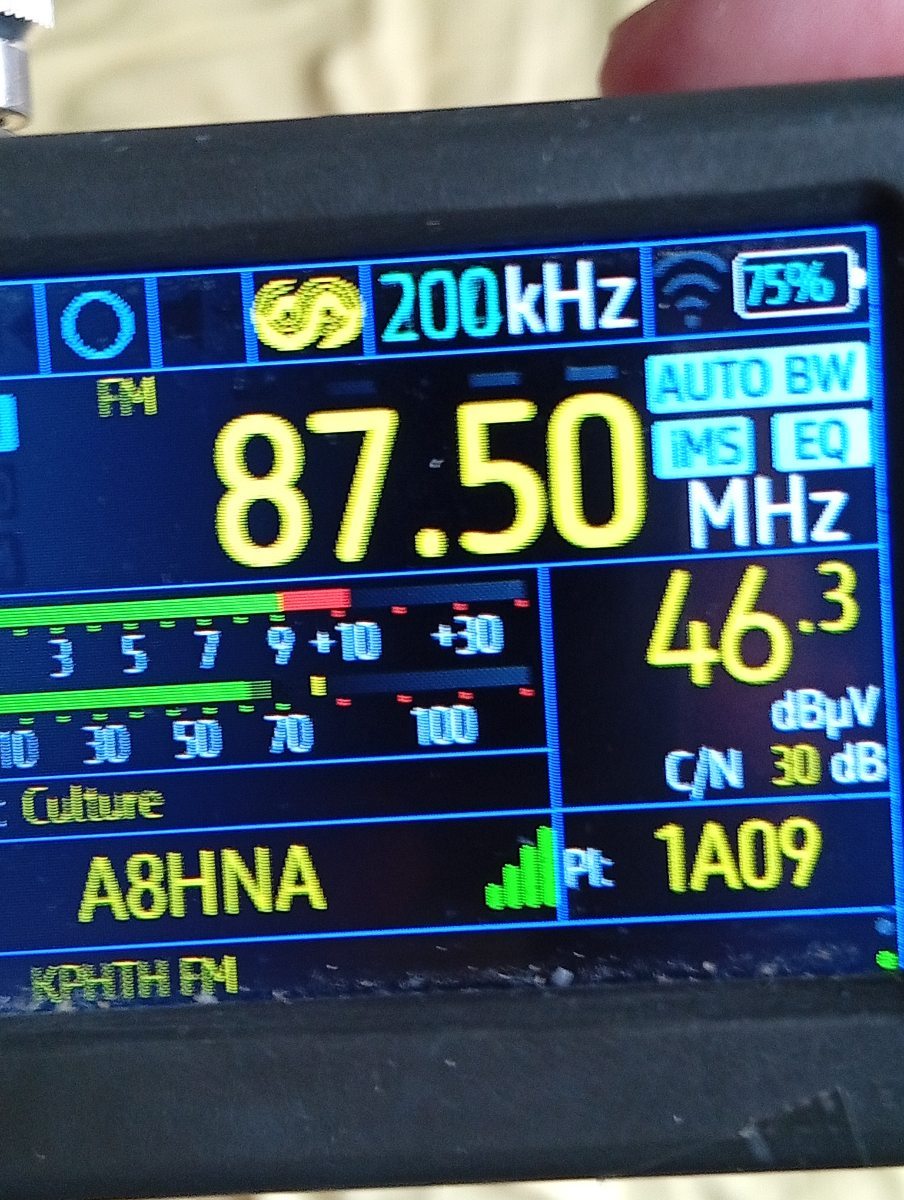 200kHz 75%
FM AUTO BW
87.50 iMS EQ
MHz
3 5 7 9 +10 +30 46.3
10 30 50 70 100 dBµV
C/N 30 dB
: Culture
A8HNA Pt: 1A09
KPHTH FM